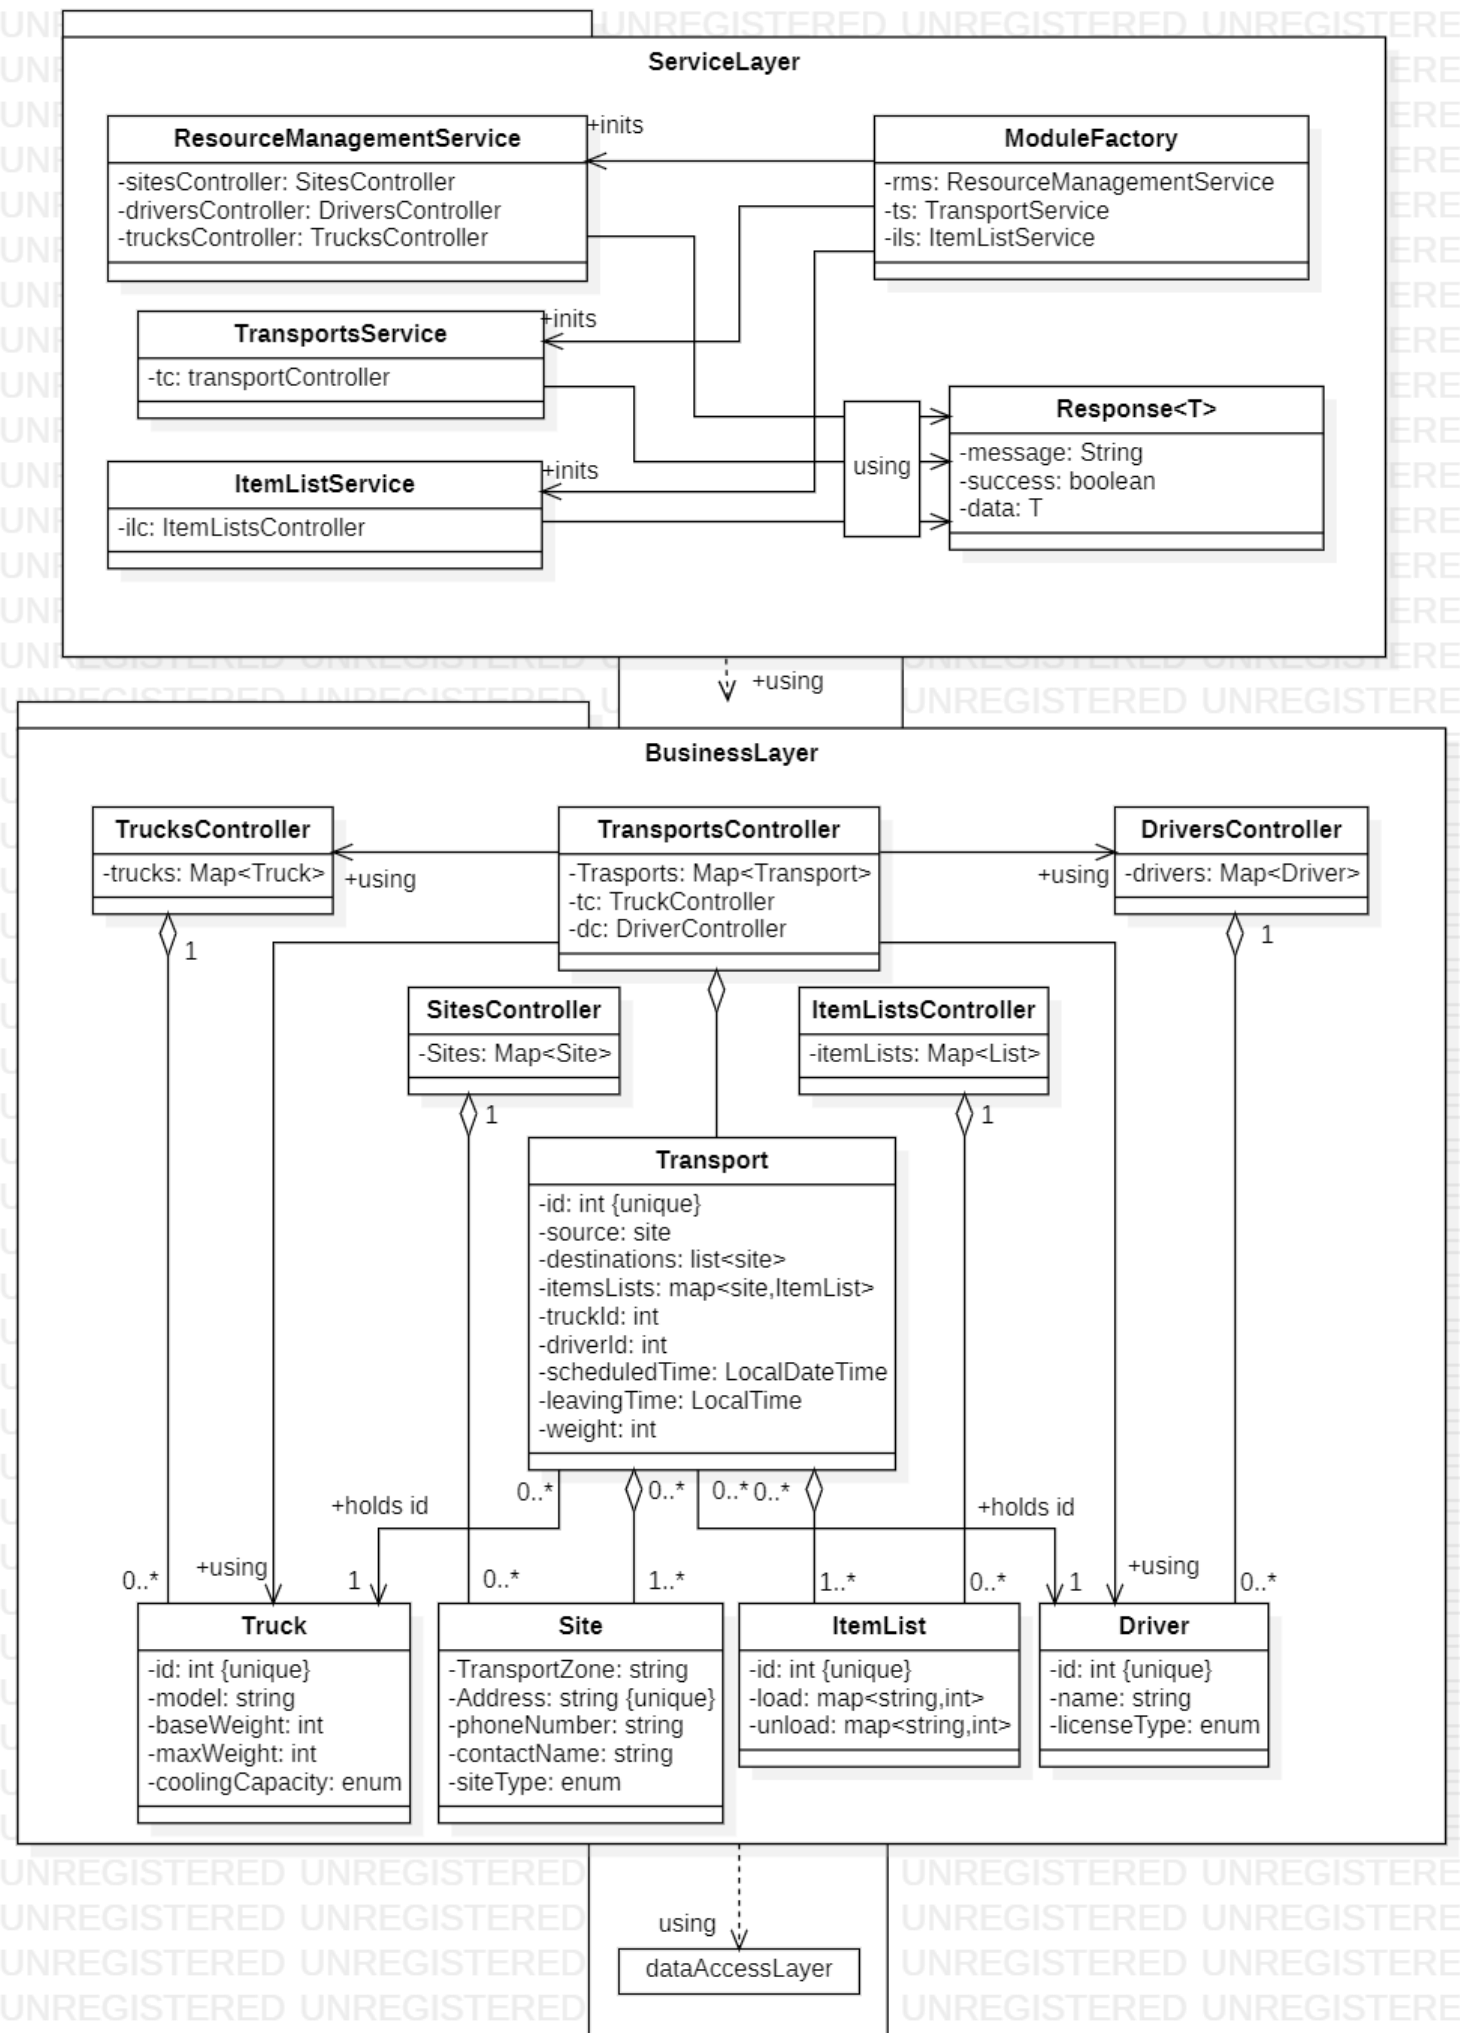 ServiceLayer
ResourceManagementService
-sitesController: SitesController
-driversController: DriversController
-trucksController: TrucksController
+inits
ModuleFactory
-rms: ResourceManagementService
-ts: TransportService
-ils: ItemListService
TransportsService
-tc: transportController
+inits
ItemListService
-ilc: ItemListsController
+inits
using
Response<T>
-message: String
-success: boolean
-data: T
+using
BusinessLayer
TrucksController
-trucks: Map<Truck>
+using
1
TransportsController
-Trasports: Map<Transport>
-tc: TruckController
-dc: DriverController
+using
DriversController
-drivers: Map<Driver>
1
SitesController
-Sites: Map<Site>
1
ItemListsController
-itemLists: Map<List>
1
Transport
-id: int {unique}
-source: site
-destinations: list<site>
-itemsLists: map<site,ItemList>
-truckId: int
-driverId: int
-scheduledTime: LocalDateTime
-leavingTime: LocalTime
-weight: int
0..*
0..*
0..*
0..*
+holds id
+holds id
0..*
+using
1
0..*
1..*
1..*
0..*
1
+using
0..*
Truck
-id: int {unique}
-model: string
-baseWeight: int
-maxWeight: int
-coolingCapacity: enum
Site
-TransportZone: string
-Address: string {unique}
-phoneNumber: string
-contactName: string
-siteType: enum
ItemList
-id: int {unique}
-load: map<string,int>
-unload: map<string,int>
Driver
-id: int {unique}
-name: string
-licenseType: enum
using
dataAccessLayer
UNREGISTERED UNREGISTERED